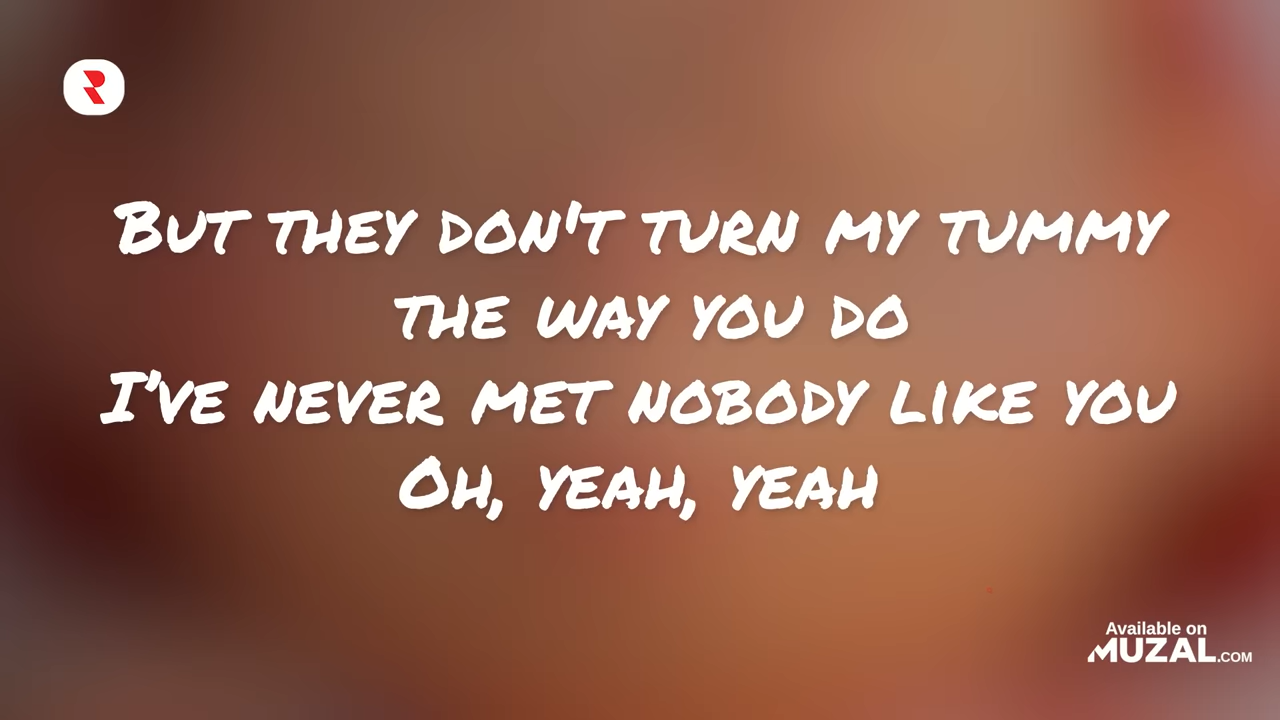 But they don't turn my tummy
the way you do
I’ve never met nobody like you
Oh, yeah, yeah
Available on
MUZAL.COM